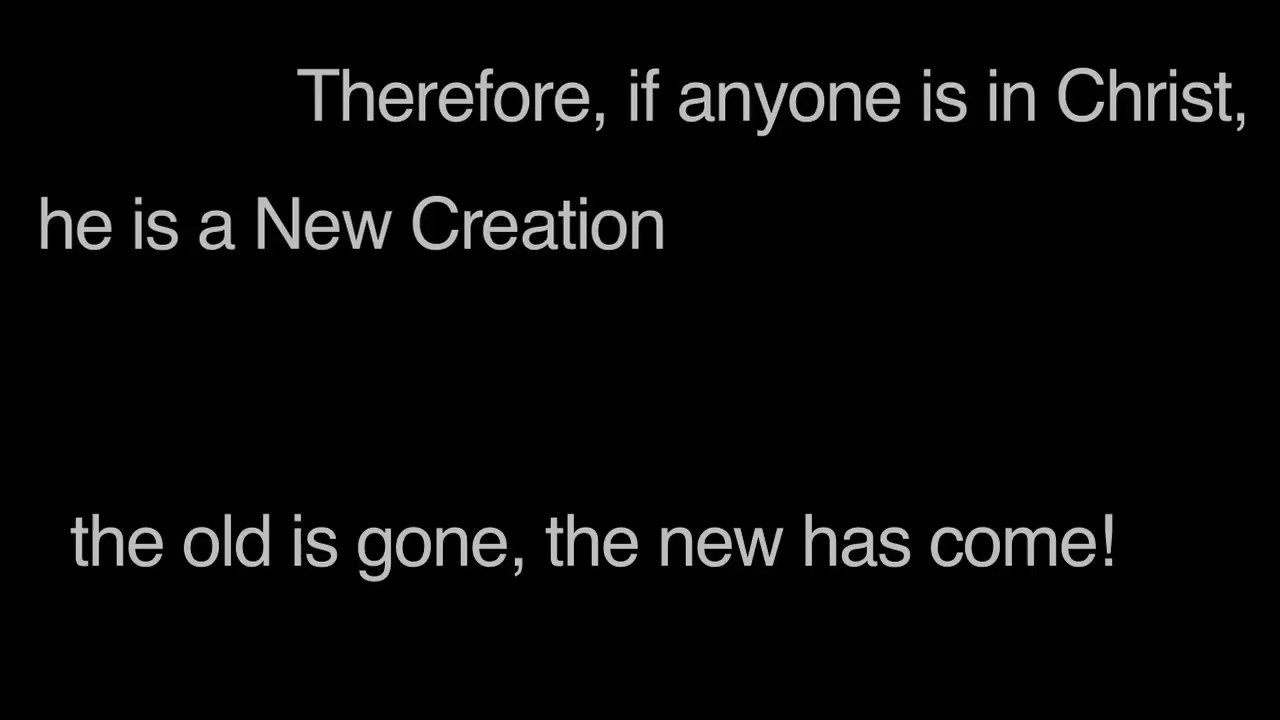 Therefore, if anyone is in Christ,
he is a New Creation
the old is gone, the new has come!